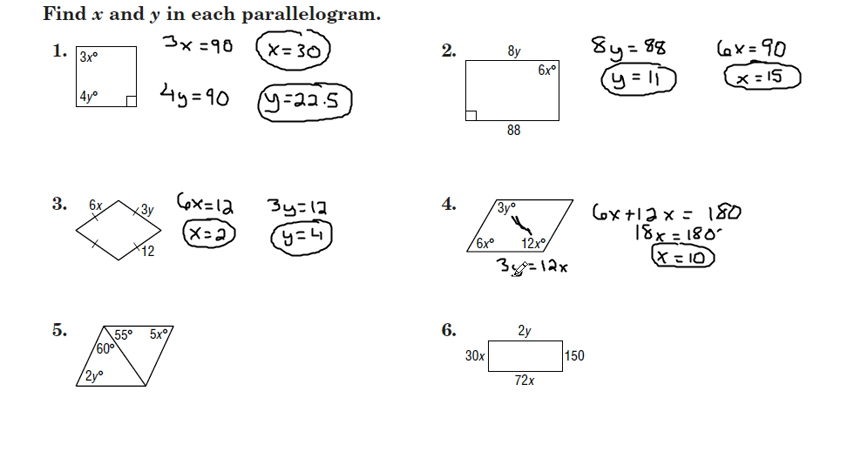 Find x and y in each parallelogram.
1. 3x° 3x = 90 x = 30
4y° 4y = 90 y = 22.5
2. 8y 8y = 88 6x = 90
6x° y = 11 x = 15
88
3. 6x 3y 6x = 12 3y = 12
12 x = 2 y = 4
4. 3y° 6x + 12x = 180
6x° 12x° 18x = 180
3y = 12x x = 10
5. 55° 5x°
60°
2y°
6. 2y
30x 150
72x